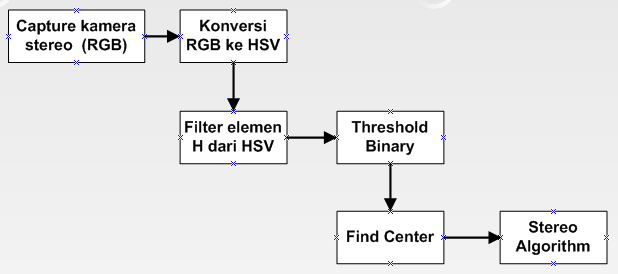 Capture kamera
stereo (RGB)
Konversi
RGB ke HSV
Filter elemen
H dari HSV
Threshold
Binary
Find Center
Stereo
Algorithm